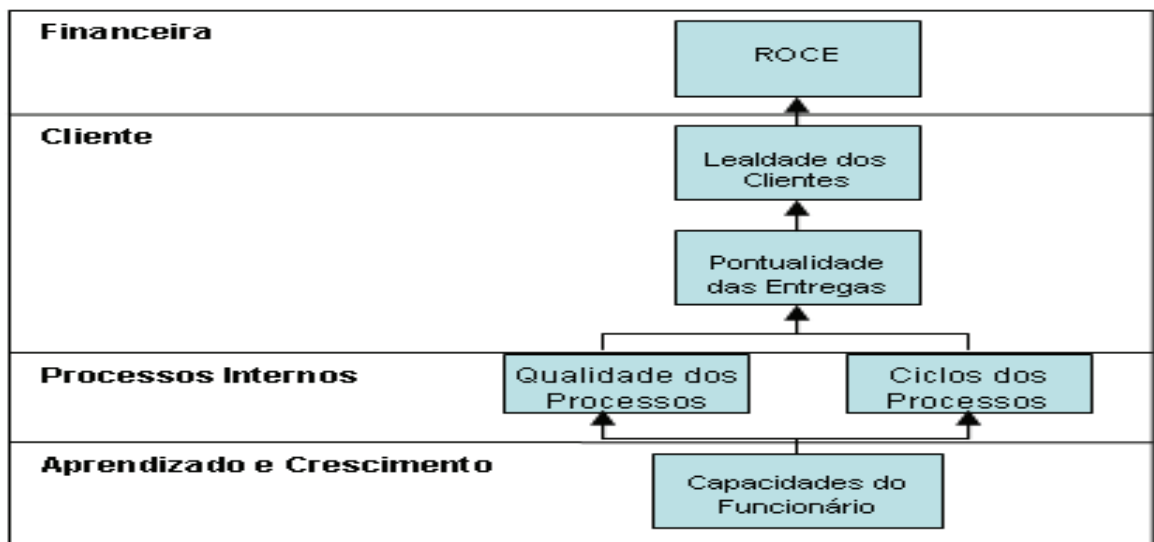 Financeira
ROCE
Cliente
Lealdade dos
Clientes
Pontualidade
das Entregas
Processos Internos
Qualidade dos
Processos
Ciclos dos
Processos
Aprendizado e Crescimento
Capacidades do
Funcionário